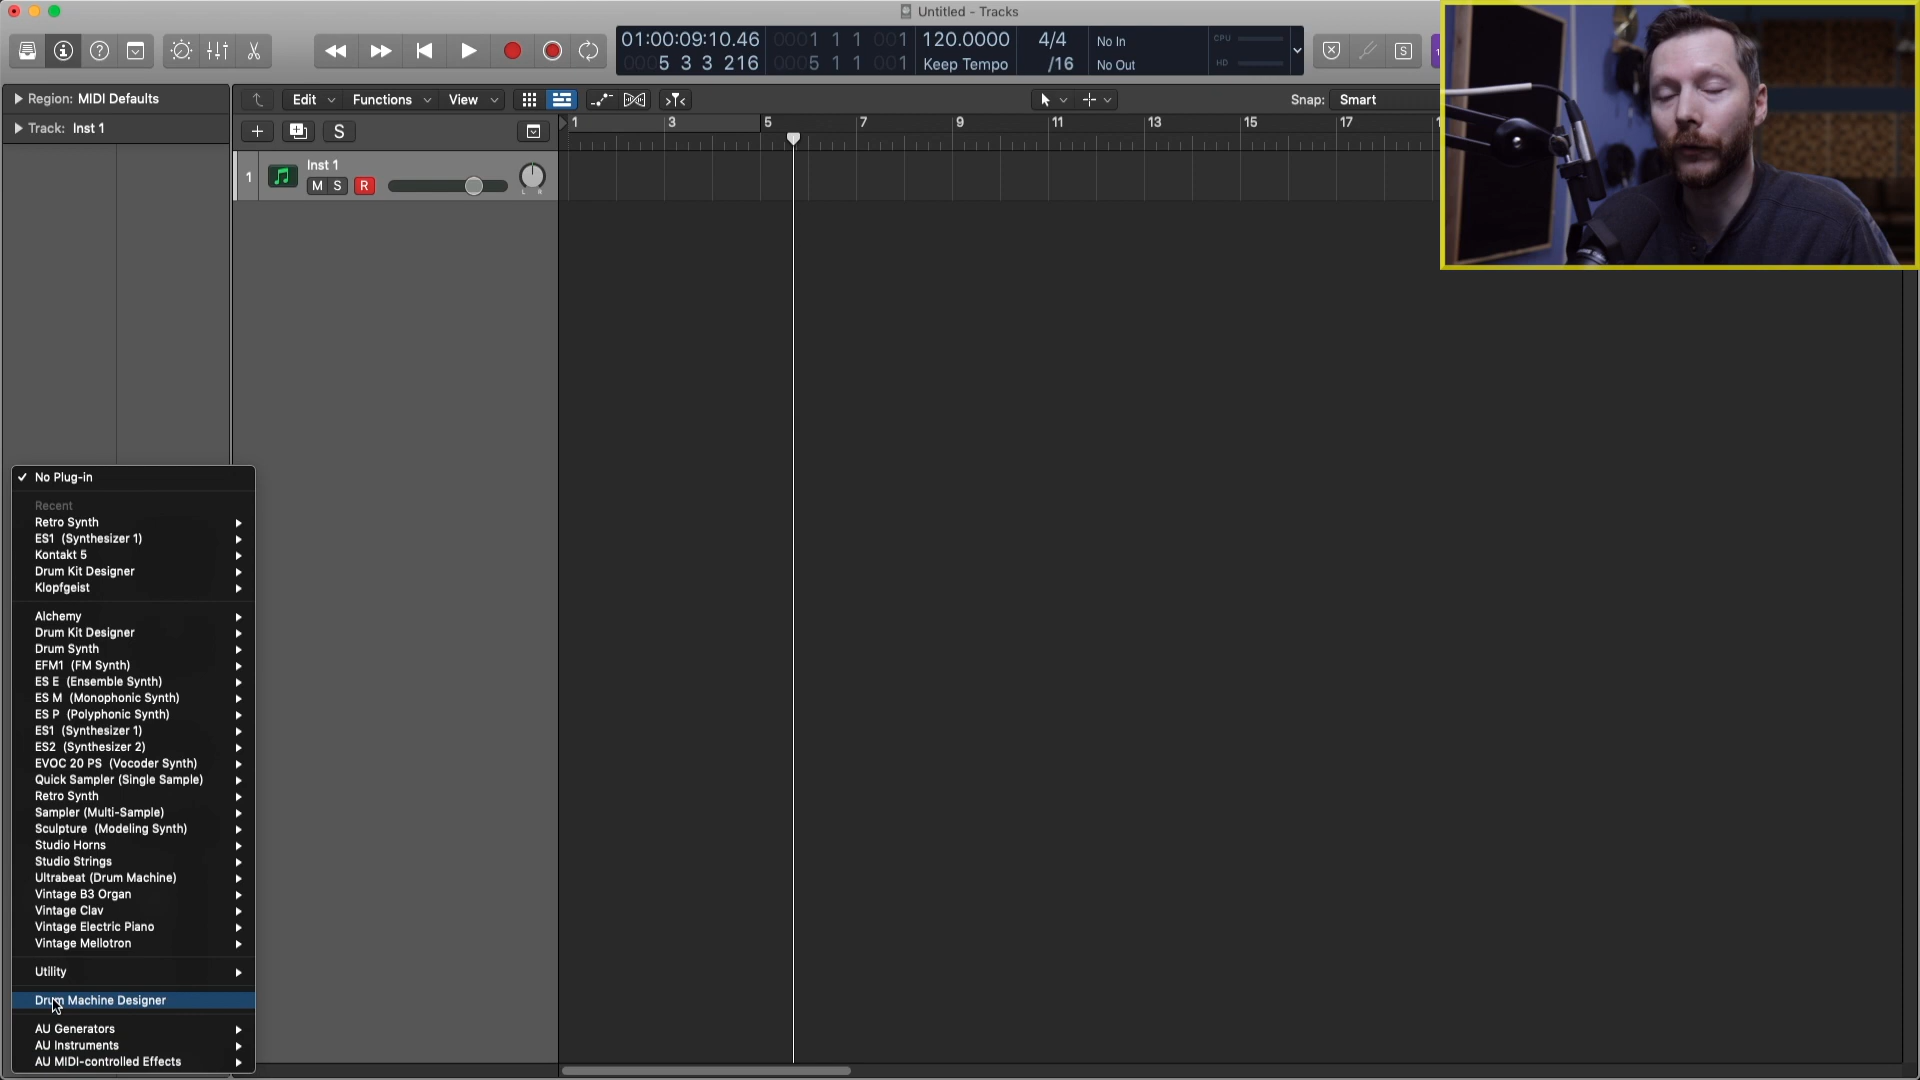 Untitled - Tracks
01:00:09:10.46
0005 3 3 216
0001 1 1 001
0005 1 1 001
120.0000
Keep Tempo
4/4
/16
No In
No Out
CPU
HD
S
Region: MIDI Defaults
Track: Inst 1
Edit
Functions
View
Snap: Smart
S
1 3 5 7 9 11 13 15 17
1
Inst 1
M S R
L R
✓ No Plug-in
Recent
Retro Synth
ES1 (Synthesizer 1)
Kontakt 5
Drum Kit Designer
Klopfgeist
Alchemy
Drum Kit Designer
Drum Synth
EFM1 (FM Synth)
ES E (Ensemble Synth)
ES M (Monophonic Synth)
ES P (Polyphonic Synth)
ES1 (Synthesizer 1)
ES2 (Synthesizer 2)
EVOC 20 PS (Vocoder Synth)
Quick Sampler (Single Sample)
Retro Synth
Sampler (Multi-Sample)
Sculpture (Modeling Synth)
Studio Horns
Studio Strings
Ultrabeat (Drum Machine)
Vintage B3 Organ
Vintage Clav
Vintage Electric Piano
Vintage Mellotron
Utility
Drum Machine Designer
AU Generators
AU Instruments
AU MIDI-controlled Effects